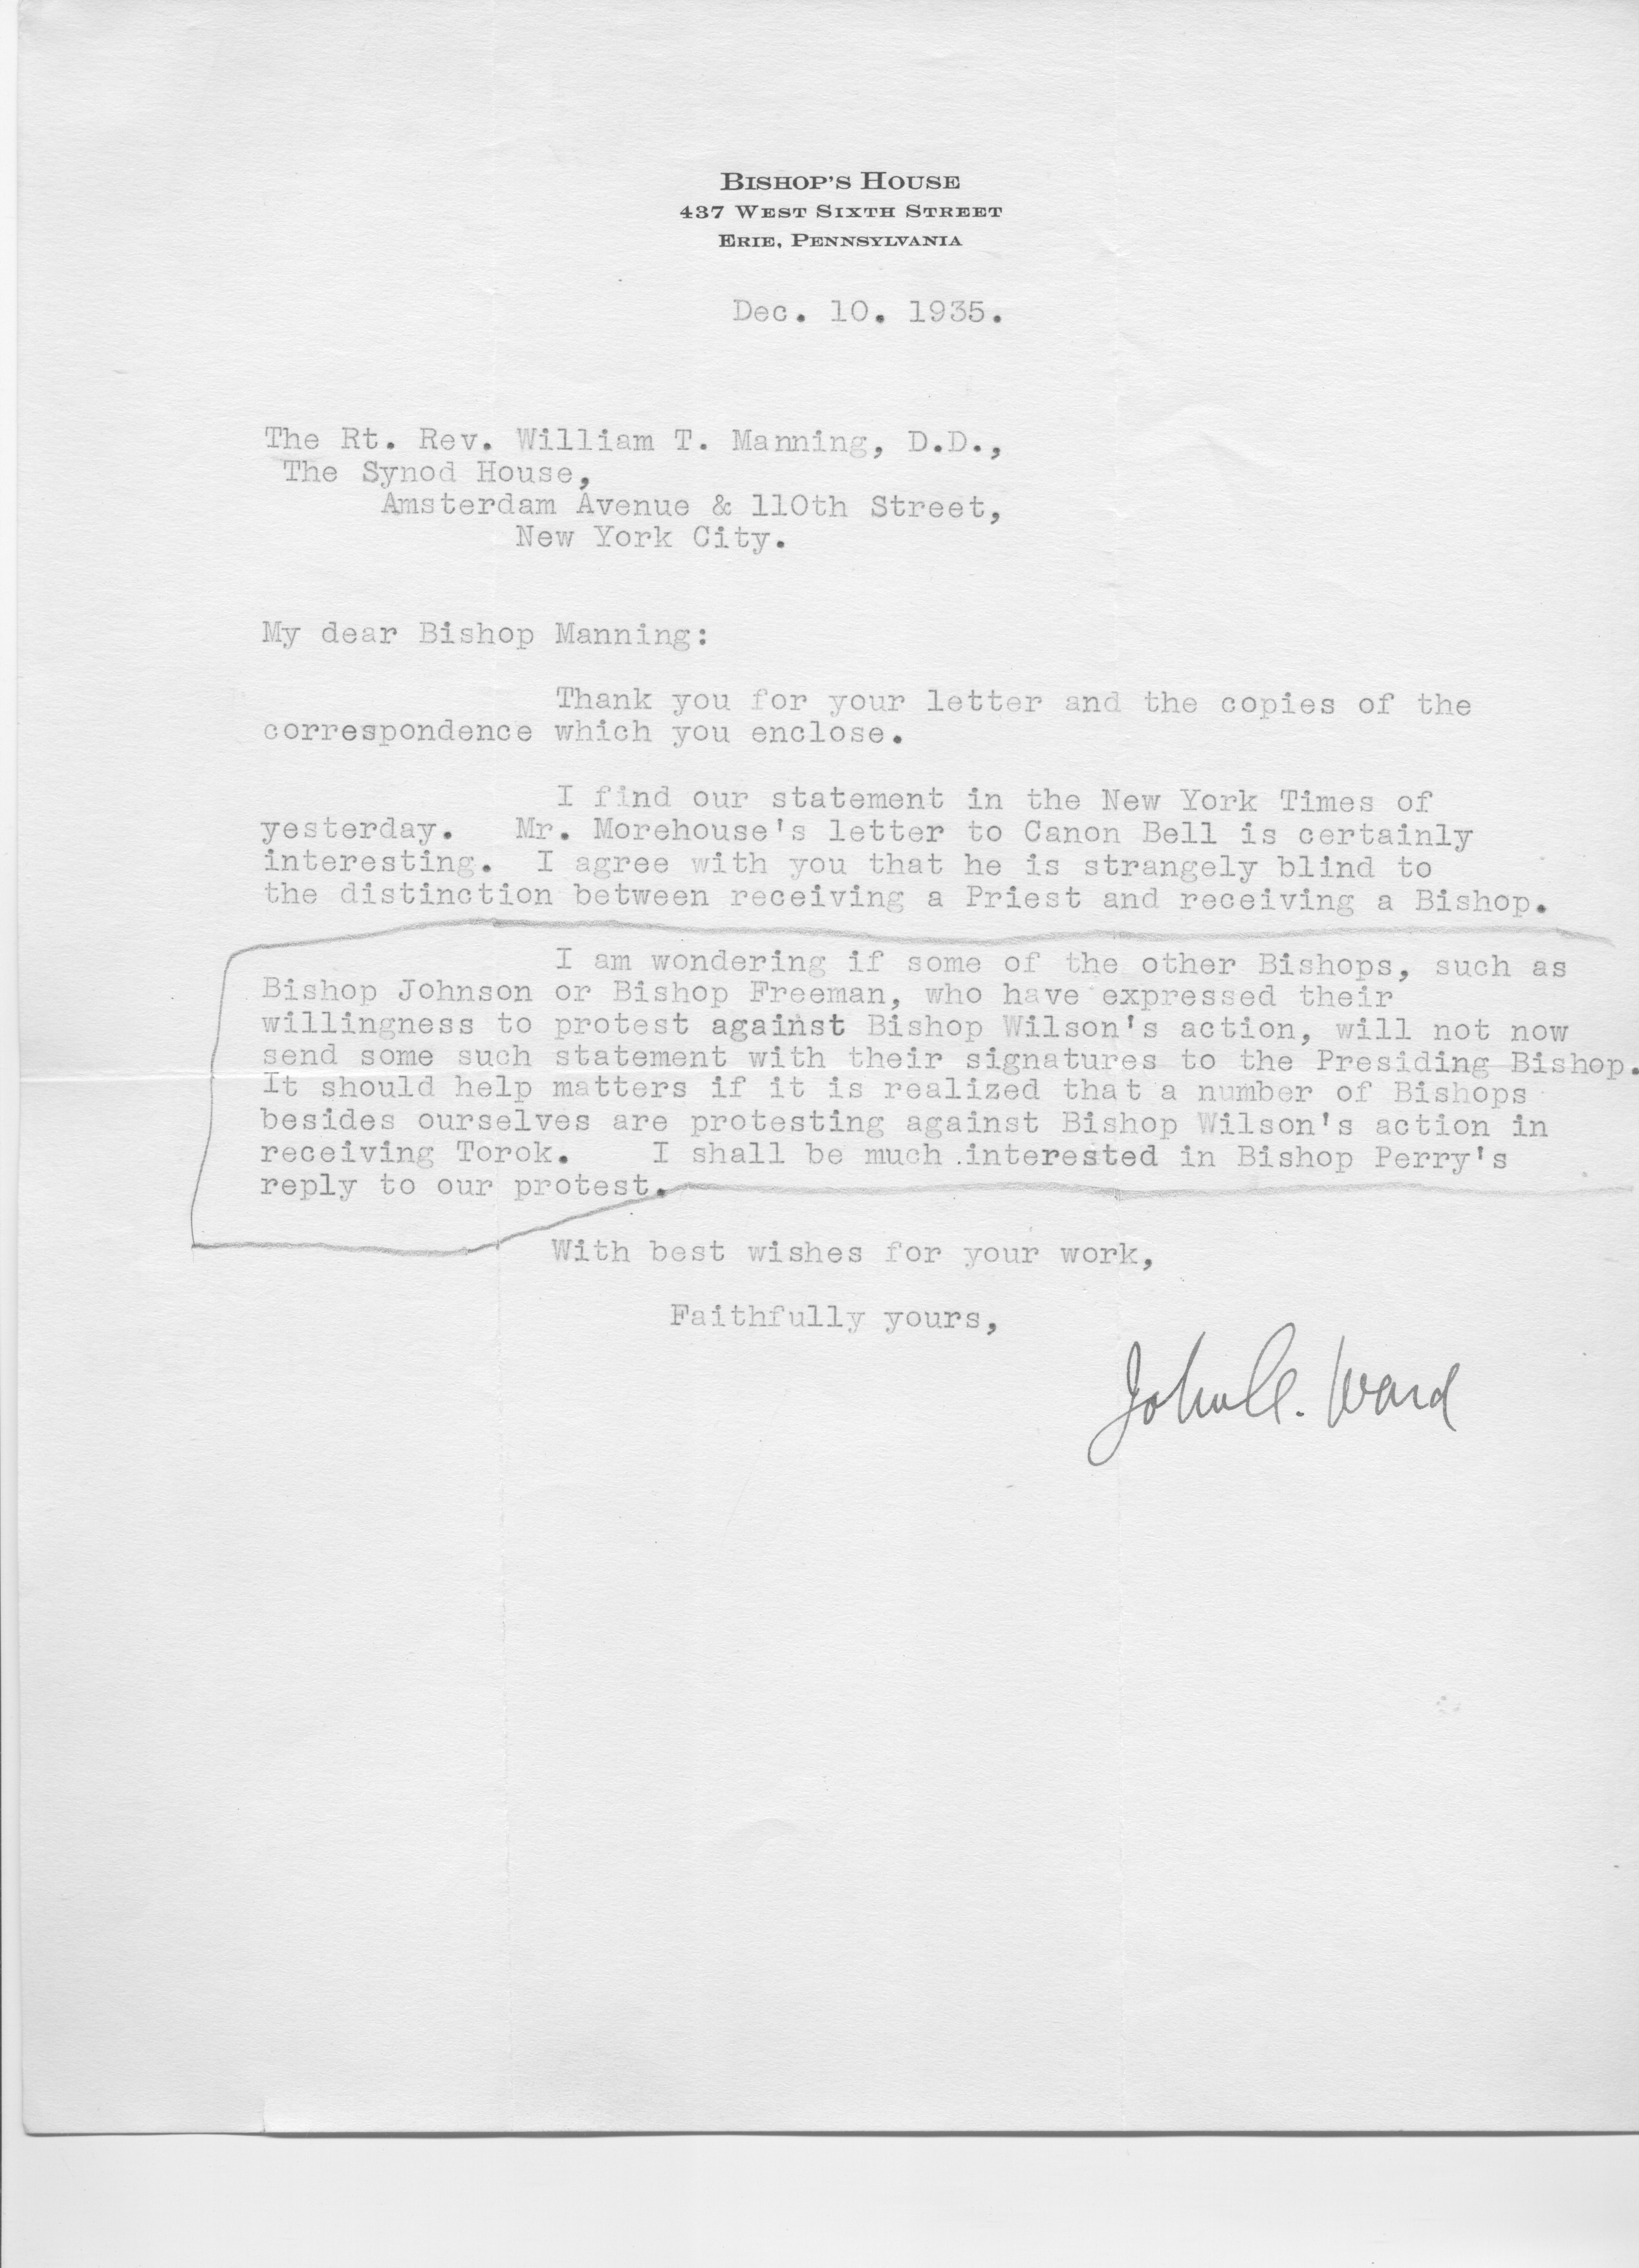 BISHOP'S HOUSE
437 WEST SIXTH STREET
ERIE, PENNSYLVANIA
Dec. 10. 1935.
The Rt. Rev. William T. Manning, D.D.,
The Synod House,
Amsterdam Avenue & 110th Street,
New York City.
My dear Bishop Manning:
Thank you for your letter and the copies of the
correspondence which you enclose.
I find our statement in the New York Times of
yesterday. Mr. Morehouse's letter to Canon Bell is certainly
interesting. I agree with you that he is strangely blind to
the distinction between receiving a Priest and receiving a Bishop.
I am wondering if some of the other Bishops, such as
Bishop Johnson or Bishop Freeman, who have expressed their
willingness to protest against Bishop Wilson's action, will not now
send some such statement with their signatures to the Presiding Bishop.
It should help matters if it is realized that a number of Bishops
besides ourselves are protesting against Bishop Wilson's action in
receiving Torok. I shall be much interested in Bishop Perry's
reply to our protest.
With best wishes for your work,
Faithfully yours,
John C. Ward